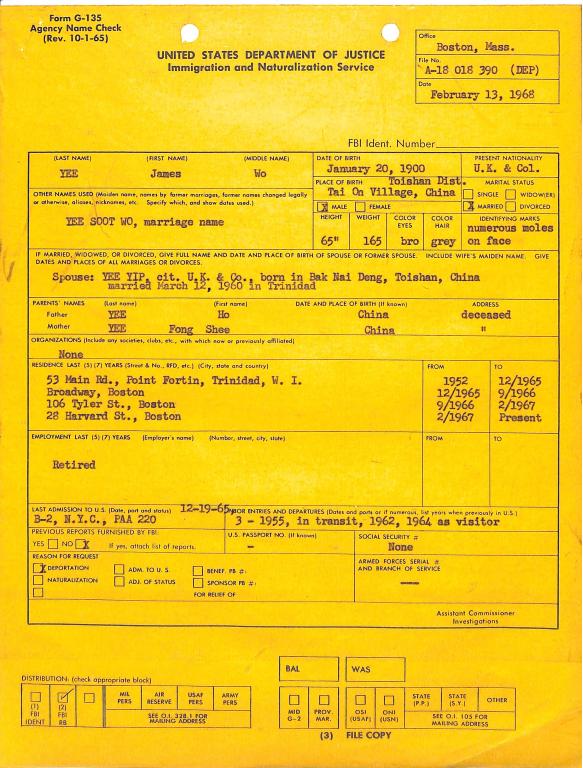 Form G-135
Agency Name Check
(Rev. 10-1-65)
UNITED STATES DEPARTMENT OF JUSTICE
Immigration and Naturalization Service
Office
Boston, Mass.
File No.
A-18 018 390 (DEP)
Date
February 13, 1968
FBI Ident. Number
(LAST NAME) (FIRST NAME) (MIDDLE NAME)
YEE James Wo
DATE OF BIRTH
January 20, 1900
PRESENT NATIONALITY
U.K. & Col.
OTHER NAMES USED (Maiden name, names by former marriages, former names changed legally
or otherwise, aliases, nicknames, etc. Specify which, and show dates used.)
YEE SOOT WO, marriage name
PLACE OF BIRTH Toishan Dist.
Tai On Village, China
MARITAL STATUS
SINGLE WIDOW(ER)
X MARRIED DIVORCED
X MALE FEMALE
HEIGHT WEIGHT COLOR EYES COLOR HAIR
65" 165 bro grey
IDENTIFYING MARKS
numerous moles
on face
IF MARRIED, WIDOWED, OR DIVORCED, GIVE FULL NAME AND DATE AND PLACE OF BIRTH OF SPOUSE OR FORMER SPOUSE. INCLUDE WIFE'S MAIDEN NAME. GIVE
DATES AND PLACES OF ALL MARRIAGES OR DIVORCES.
Spouse: YEE YIP, cit. U.K. & Co., born in Bak Nai Deng, Toishan, China
married March 12, 1960 in Trinidad
PARENTS' NAMES (Last name) (First name) DATE AND PLACE OF BIRTH (If known) ADDRESS
Father YEE Ho China deceased
Mother YEE Fong Shee China "
ORGANIZATIONS (Include any societies, clubs, etc., with which now or previously affiliated)
None
RESIDENCE LAST (5) (7) YEARS (Street & No., RFD, etc.) (City, state and country) FROM TO
53 Main Rd., Point Fortin, Trinidad, W. I. 1952 12/1965
Broadway, Boston 12/1965 9/1966
106 Tyler St., Boston 9/1966 2/1967
28 Harvard St., Boston 2/1967 Present
EMPLOYMENT LAST (5) (7) YEARS (Employer's name) (Number, street, city, state) FROM TO
Retired
LAST ADMISSION TO U.S. (Date, port and status) 12-19-65
B-2, N.Y.C., PAA 220
PRIOR ENTRIES AND DEPARTURES (Dates and ports or if numerous, list years when previously in U.S.)
3 - 1955, in transit, 1962, 1964 as visitor
PREVIOUS REPORTS FURNISHED BY FBI:
YES NO X If yes, attach list of reports.
U.S. PASSPORT NO. (If known)
-
SOCIAL SECURITY #
None
REASON FOR REQUEST
X DEPORTATION ADM. TO U. S. BENEF. PB #:
NATURALIZATION ADJ. OF STATUS SPONSOR PB #:
FOR RELIEF OF
ARMED FORCES SERIAL #
AND BRANCH OF SERVICE
---
Assistant Commissioner
Investigations
BAL WAS
DISTRIBUTION: (check appropriate block)
(1) FBI IDENT
(2) FBI RB
MIL PERS
AIR RESERVE
USAF PERS
ARMY PERS
SEE O.I. 328.1 FOR
MAILING ADDRESS
MID G-2
PROV. MAR.
OSI (USAF)
ONI (USN)
STATE (P.P.)
STATE (S.Y.)
OTHER
SEE O.I. 105 FOR
MAILING ADDRESS
(3) FILE COPY